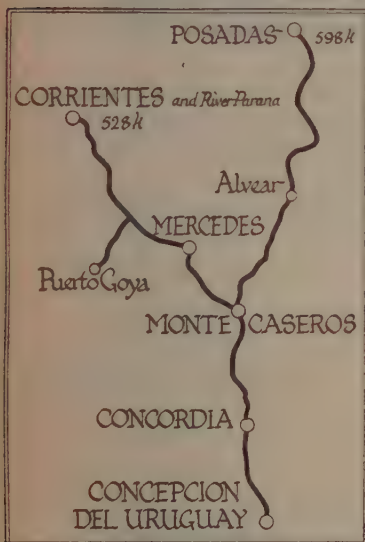 POSADAS 598k
CORRIENTES and River Parana
528k
Alvear
MERCEDES
Puerto Goya
MONTE CASEROS
CONCORDIA
CONCEPCION
DEL URUGUAY